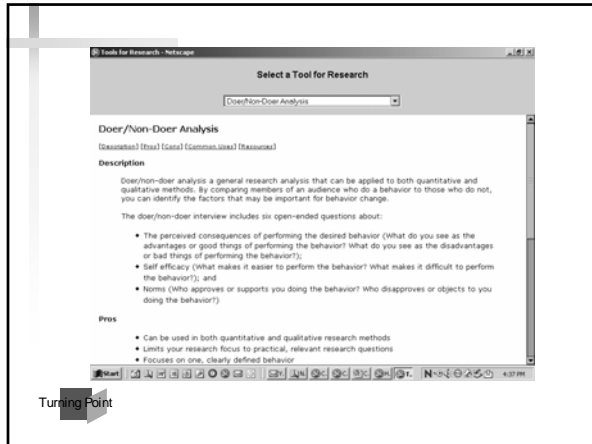 Tools for Research - Netscape
Select a Tool for Research
Doer/Non-Doer Analysis
Doer/Non-Doer Analysis
[Description] [Pros] [Cons] [Common Uses] [Resources]
Description
Doer/non-doer analysis a general research analysis that can be applied to both quantitative and
qualitative methods. By comparing members of an audience who do a behavior to those who do not,
you can identify the factors that may be important for behavior change.
The doer/non-doer interview includes six open-ended questions about:
• The perceived consequences of performing the desired behavior (What do you see as the
advantages or good things of performing the behavior? What do you see as the disadvantages
or bad things of performing the behavior?);
• Self efficacy (What makes it easier to perform the behavior? What makes it difficult to perform
the behavior?); and
• Norms (Who approves or supports you doing the behavior? Who disapproves or objects to you
doing the behavior?)
Pros
• Can be used in both quantitative and qualitative research methods
• Limits your research focus to practical, relevant research questions
• Focuses on one, clearly defined behavior
Start
4:37 PM
Turning Point